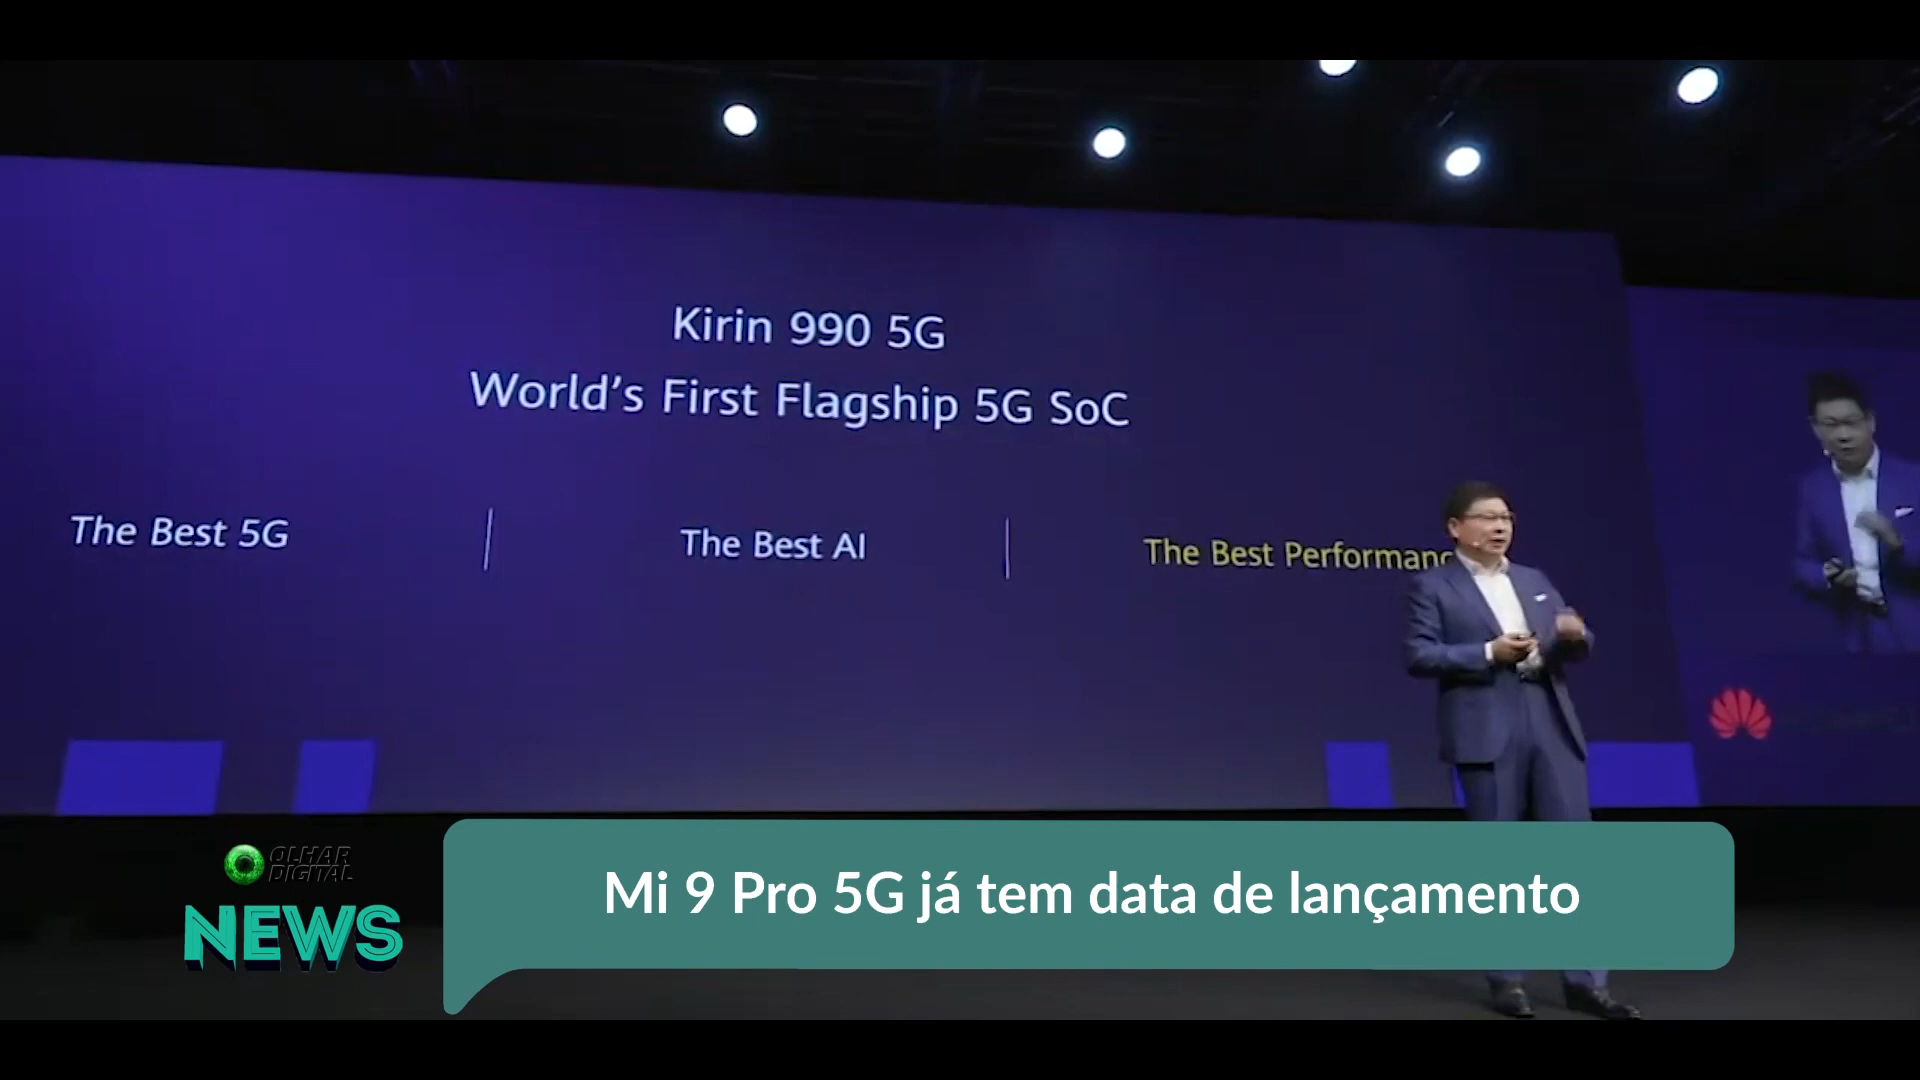 Kirin 990 5G
World's First Flagship 5G SoC
The Best 5G
The Best AI
The Best Performanc
OLHAR
DIGITAL
NEWS
Mi 9 Pro 5G já tem data de lançamento